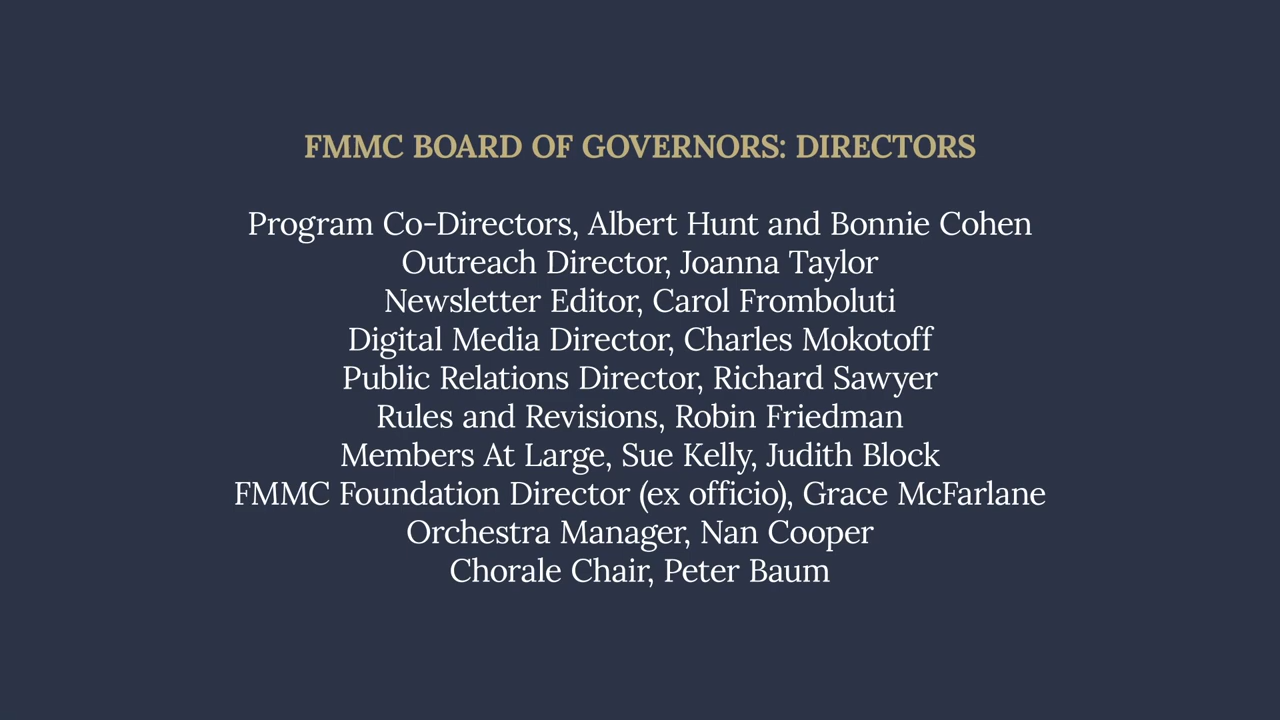 FMMC BOARD OF GOVERNORS: DIRECTORS
Program Co-Directors, Albert Hunt and Bonnie Cohen
Outreach Director, Joanna Taylor
Newsletter Editor, Carol Fromboluti
Digital Media Director, Charles Mokotoff
Public Relations Director, Richard Sawyer
Rules and Revisions, Robin Friedman
Members At Large, Sue Kelly, Judith Block
FMMC Foundation Director (ex officio), Grace McFarlane
Orchestra Manager, Nan Cooper
Chorale Chair, Peter Baum